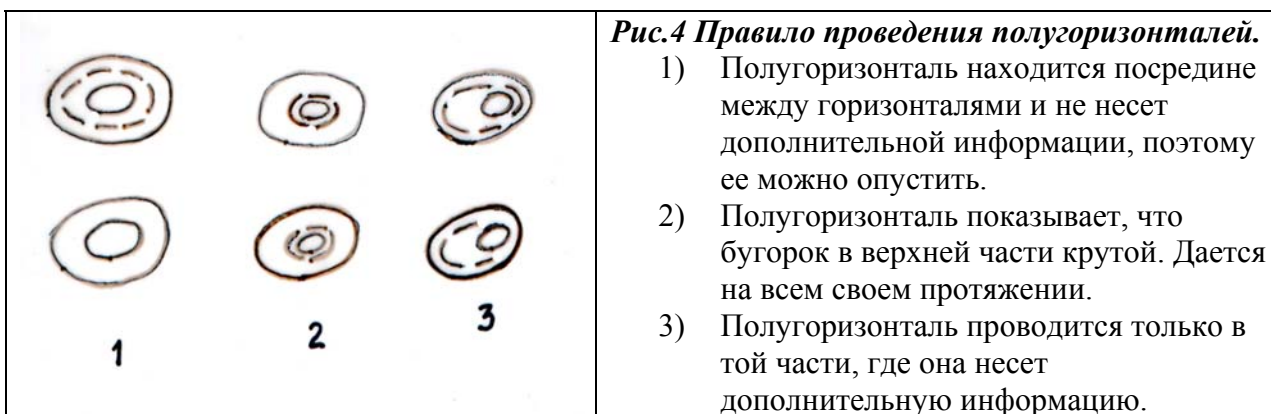 Рис.4 Правило проведения полугоризонталей.
1) Полугоризонталь находится посредине
между горизонталями и не несет
дополнительной информации, поэтому
ее можно опустить.
2) Полугоризонталь показывает, что
бугорок в верхней части крутой. Дается
на всем своем протяжении.
3) Полугоризонталь проводится только в
той части, где она несет
дополнительную информацию.
1 2 3